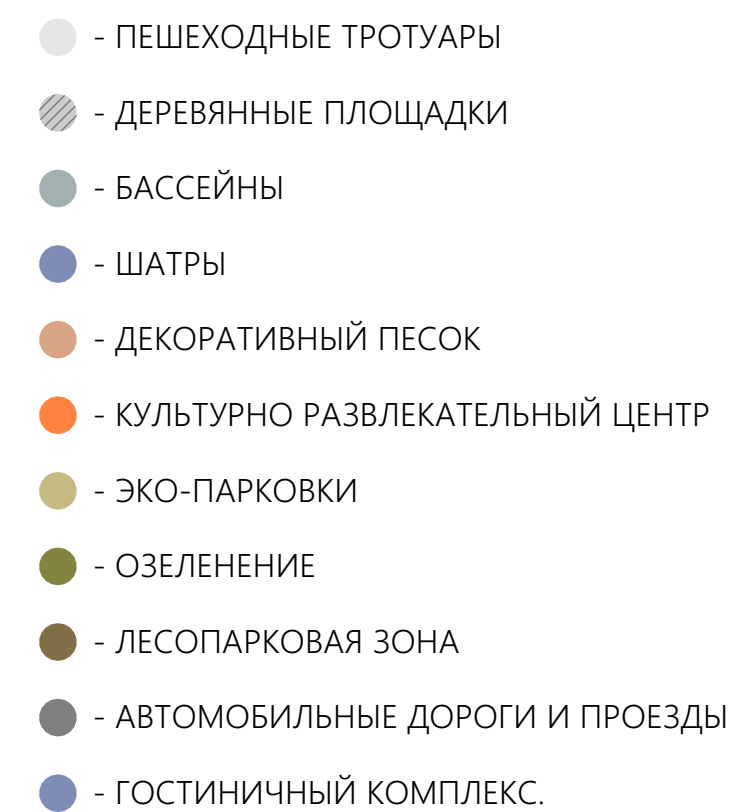 - ПЕШЕХОДНЫЕ ТРОТУАРЫ
- ДЕРЕВЯННЫЕ ПЛОЩАДКИ
- БАССЕЙНЫ
- ШАТРЫ
- ДЕКОРАТИВНЫЙ ПЕСОК
- КУЛЬТУРНО РАЗВЛЕКАТЕЛЬНЫЙ ЦЕНТР
- ЭКО-ПАРКОВКИ
- ОЗЕЛЕНЕНИЕ
- ЛЕСОПАРКОВАЯ ЗОНА
- АВТОМОБИЛЬНЫЕ ДОРОГИ И ПРОЕЗДЫ
- ГОСТИНИЧНЫЙ КОМПЛЕКС.